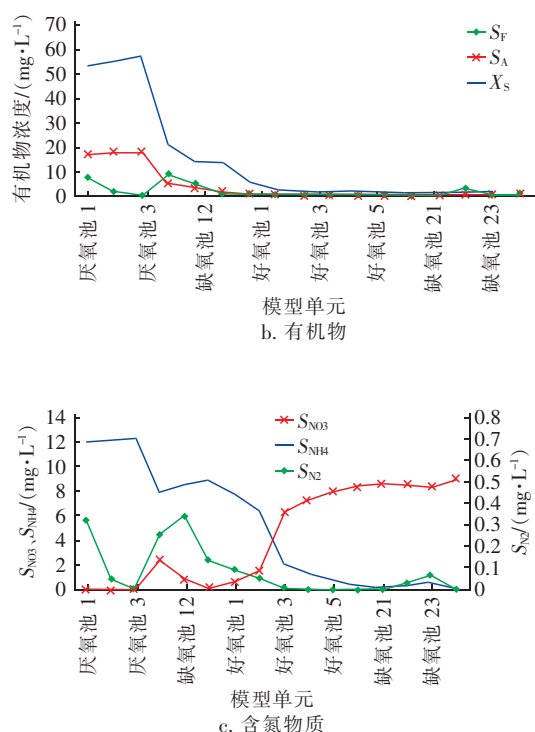 70
60
50
40
30
20
10
0
有机物浓度/(mg·L⁻¹)
S_F
S_A
X_S
厌氧池 1
厌氧池 3
缺氧池 12
好氧池 1
好氧池 3
好氧池 5
缺氧池 21
缺氧池 23
模型单元
b. 有机物
14
12
10
8
6
4
2
0
S_NO3、S_NH4/(mg·L⁻¹)
S_NO3
S_NH4
S_N2
0.8
0.7
0.6
0.5
0.4
0.3
0.2
0.1
0
S_N2/(mg·L⁻¹)
厌氧池 1
厌氧池 3
缺氧池 12
好氧池 1
好氧池 3
好氧池 5
缺氧池 21
缺氧池 23
模型单元
c. 含氮物质